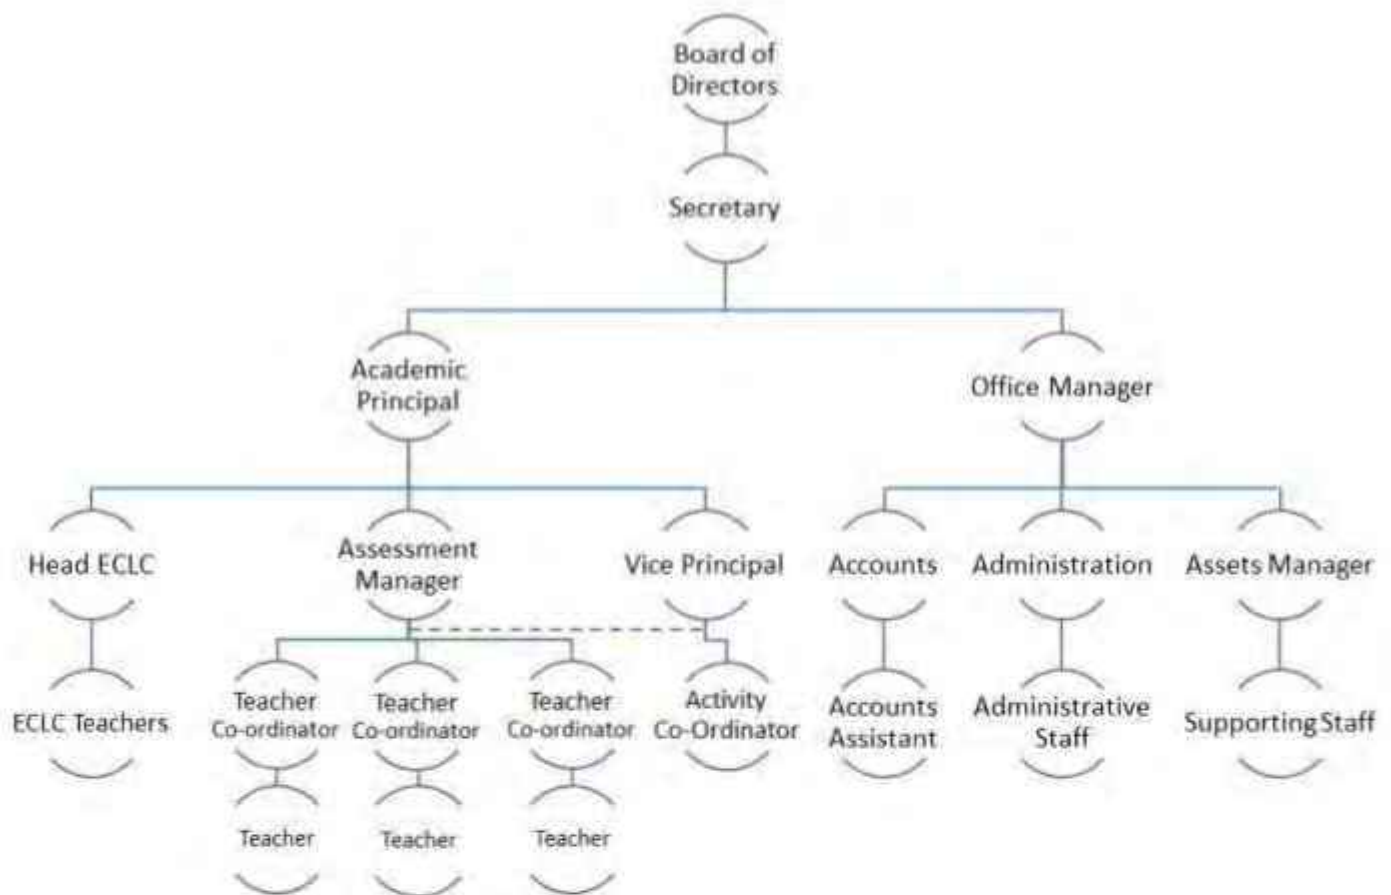 Board of
Directors
Secretary
Academic
Principal
Office Manager
Head ECLC
Assessment
Manager
Vice Principal
Accounts
Administration
Assets Manager
ECLC Teachers
Teacher
Co-ordinator
Teacher
Co-ordinator
Teacher
Co-ordinator
Activity
Co-Ordinator
Accounts
Assistant
Administrative
Staff
Supporting Staff
Teacher
Teacher
Teacher